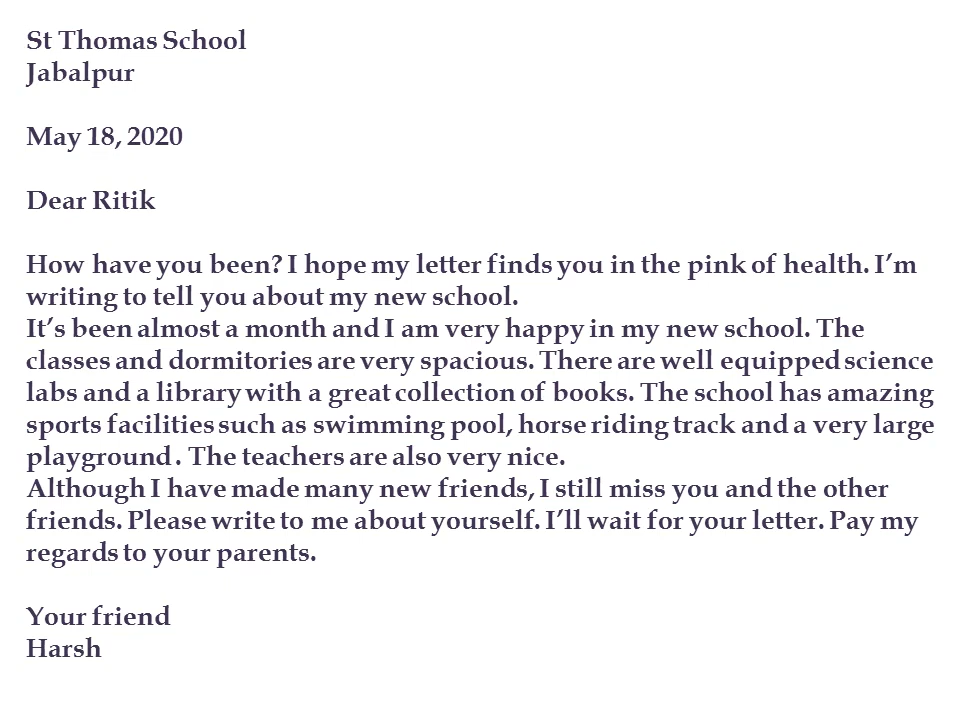 St Thomas School
Jabalpur
May 18, 2020
Dear Ritik
How have you been? I hope my letter finds you in the pink of health. I’m
writing to tell you about my new school.
It’s been almost a month and I am very happy in my new school. The
classes and dormitories are very spacious. There are well equipped science
labs and a library with a great collection of books. The school has amazing
sports facilities such as swimming pool, horse riding track and a very large
playground. The teachers are also very nice.
Although I have made many new friends, I still miss you and the other
friends. Please write to me about yourself. I’ll wait for your letter. Pay my
regards to your parents.
Your friend
Harsh